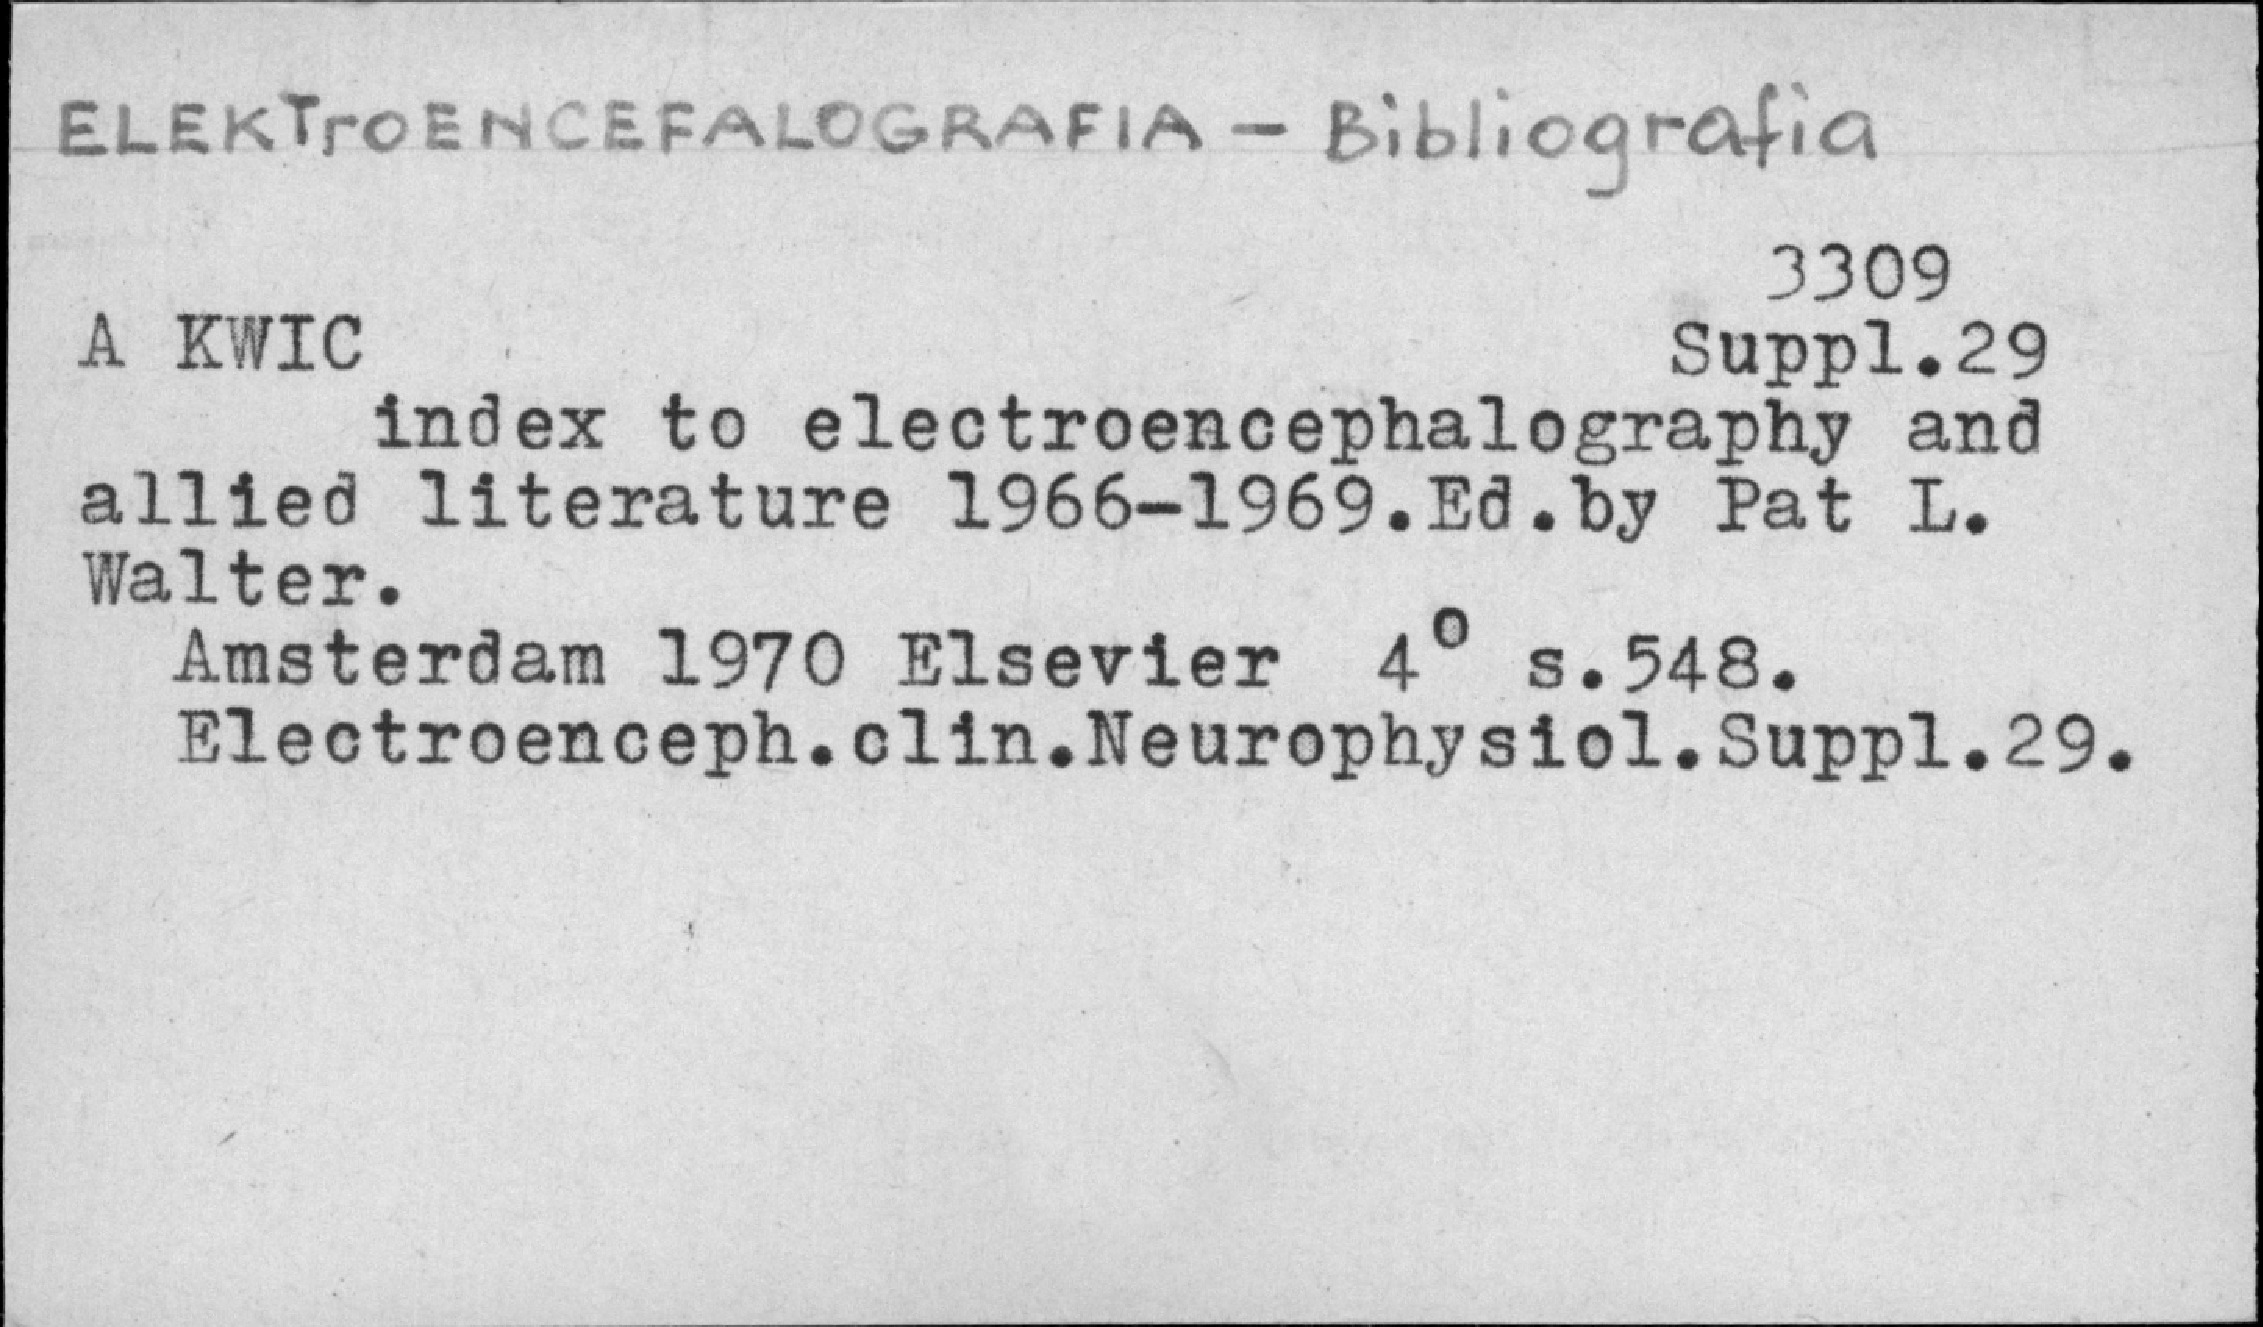 ELEKTrOENCEFALOGRAFIA - Bibliografia
3309
A KWIC Suppl.29
index to electroencephalography and
allied literature 1966-1969.Ed.by Pat L.
Walter.
Amsterdam 1970 Elsevier 4° s.548.
Electroenceph.clin.Neurophysiol.Suppl.29.